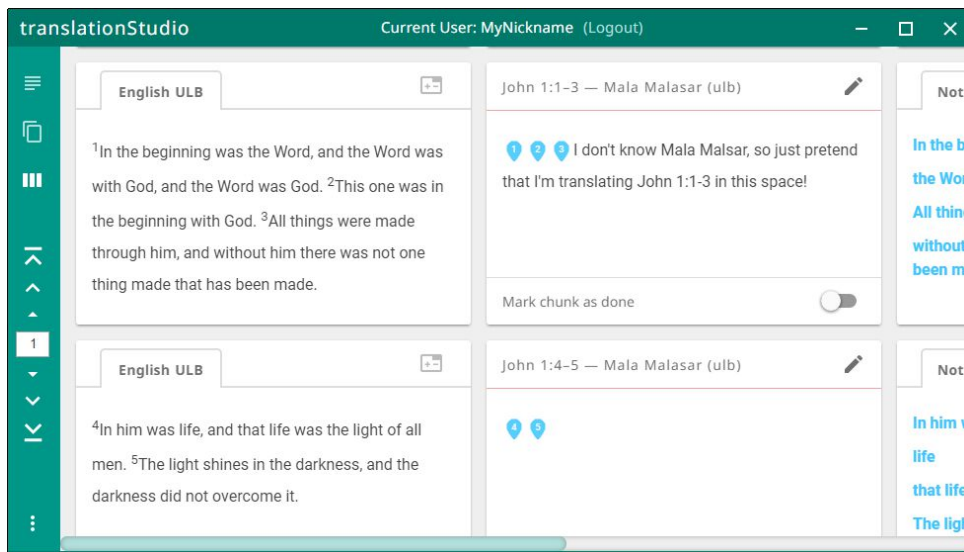 translationStudio
Current User: MyNickname (Logout)
English ULB
1In the beginning was the Word, and the Word was
with God, and the Word was God. 2This one was in
the beginning with God. 3All things were made
through him, and without him there was not one
thing made that has been made.
John 1:1–3 — Mala Malasar (ulb)
1 2 3 I don't know Mala Malsar, so just pretend
that I'm translating John 1:1-3 in this space!
Mark chunk as done
Not
In the b
the Wo
All thin
without
been m
1
English ULB
4In him was life, and that life was the light of all
men. 5The light shines in the darkness, and the
darkness did not overcome it.
John 1:4–5 — Mala Malasar (ulb)
4 5
Not
In him
life
that life
The ligh